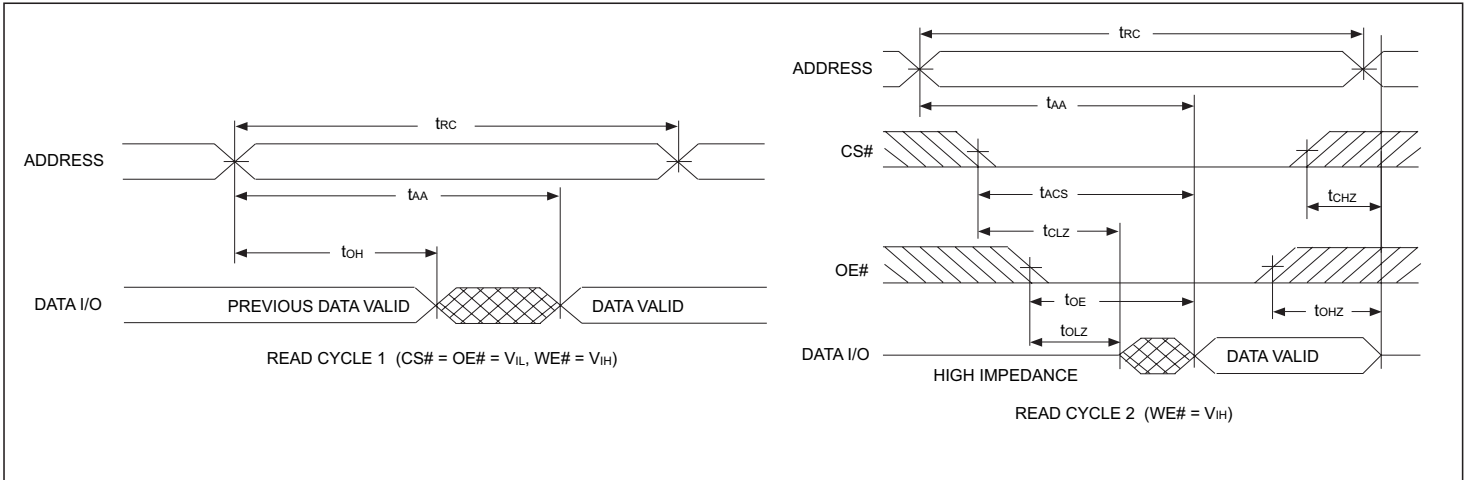 tRC
ADDRESS
tAA
tOH
DATA I/O
PREVIOUS DATA VALID
DATA VALID
READ CYCLE 1 (CS# = OE# = VIL, WE# = VIH)
tRC
ADDRESS
tAA
CS#
tACS
tCHZ
tCLZ
OE#
tOE
tOHZ
tOLZ
DATA I/O
DATA VALID
HIGH IMPEDANCE
READ CYCLE 2 (WE# = VIH)